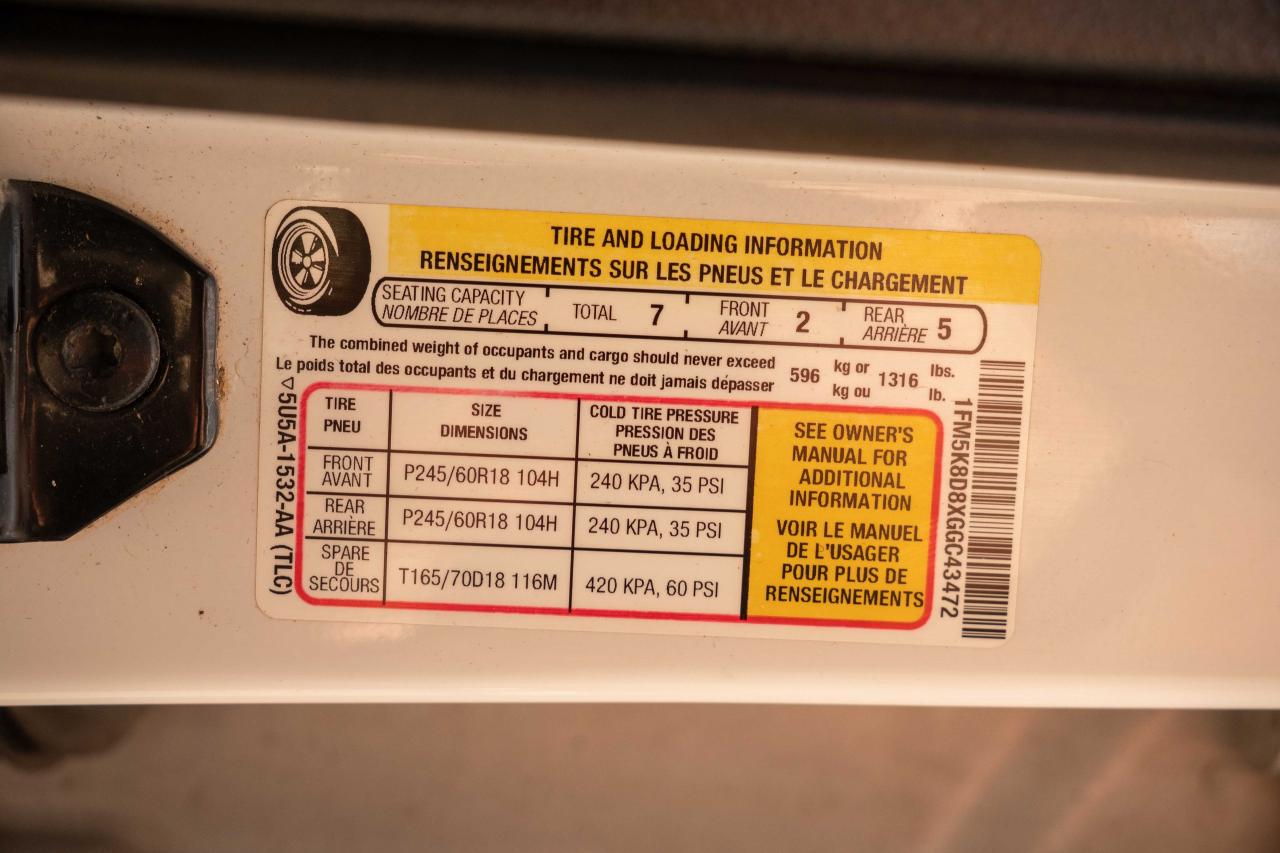 TIRE AND LOADING INFORMATION
RENSEIGNEMENTS SUR LES PNEUS ET LE CHARGEMENT
SEATING CAPACITY
NOMBRE DE PLACES
TOTAL 7
FRONT
AVANT 2
REAR
ARRIÈRE 5
The combined weight of occupants and cargo should never exceed 596 kg or 1316 lbs.
Le poids total des occupants et du chargement ne doit jamais dépasser kg ou lb.
TIRE
PNEU
SIZE
DIMENSIONS
COLD TIRE PRESSURE
PRESSION DES
PNEUS À FROID
FRONT
AVANT
P245/60R18 104H
240 KPA, 35 PSI
REAR
ARRIÈRE
P245/60R18 104H
240 KPA, 35 PSI
SPARE
DE
SECOURS
T165/70D18 116M
420 KPA, 60 PSI
SEE OWNER'S
MANUAL FOR
ADDITIONAL
INFORMATION
VOIR LE MANUEL
DE L'USAGER
POUR PLUS DE
RENSEIGNEMENTS
5U5A-1532-AA (TLC)
1FM5K8D8XGGC43472